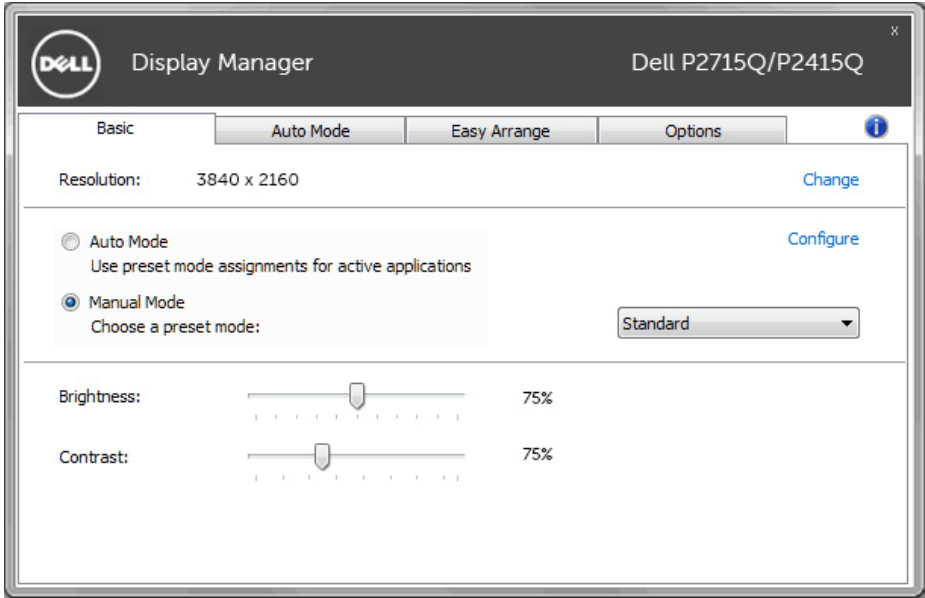 x
DELL Display Manager Dell P2715Q/P2415Q
Basic Auto Mode Easy Arrange Options i
Resolution: 3840 x 2160 Change
Auto Mode Configure
Use preset mode assignments for active applications
Manual Mode
Choose a preset mode: Standard
Brightness: 75%
Contrast: 75%